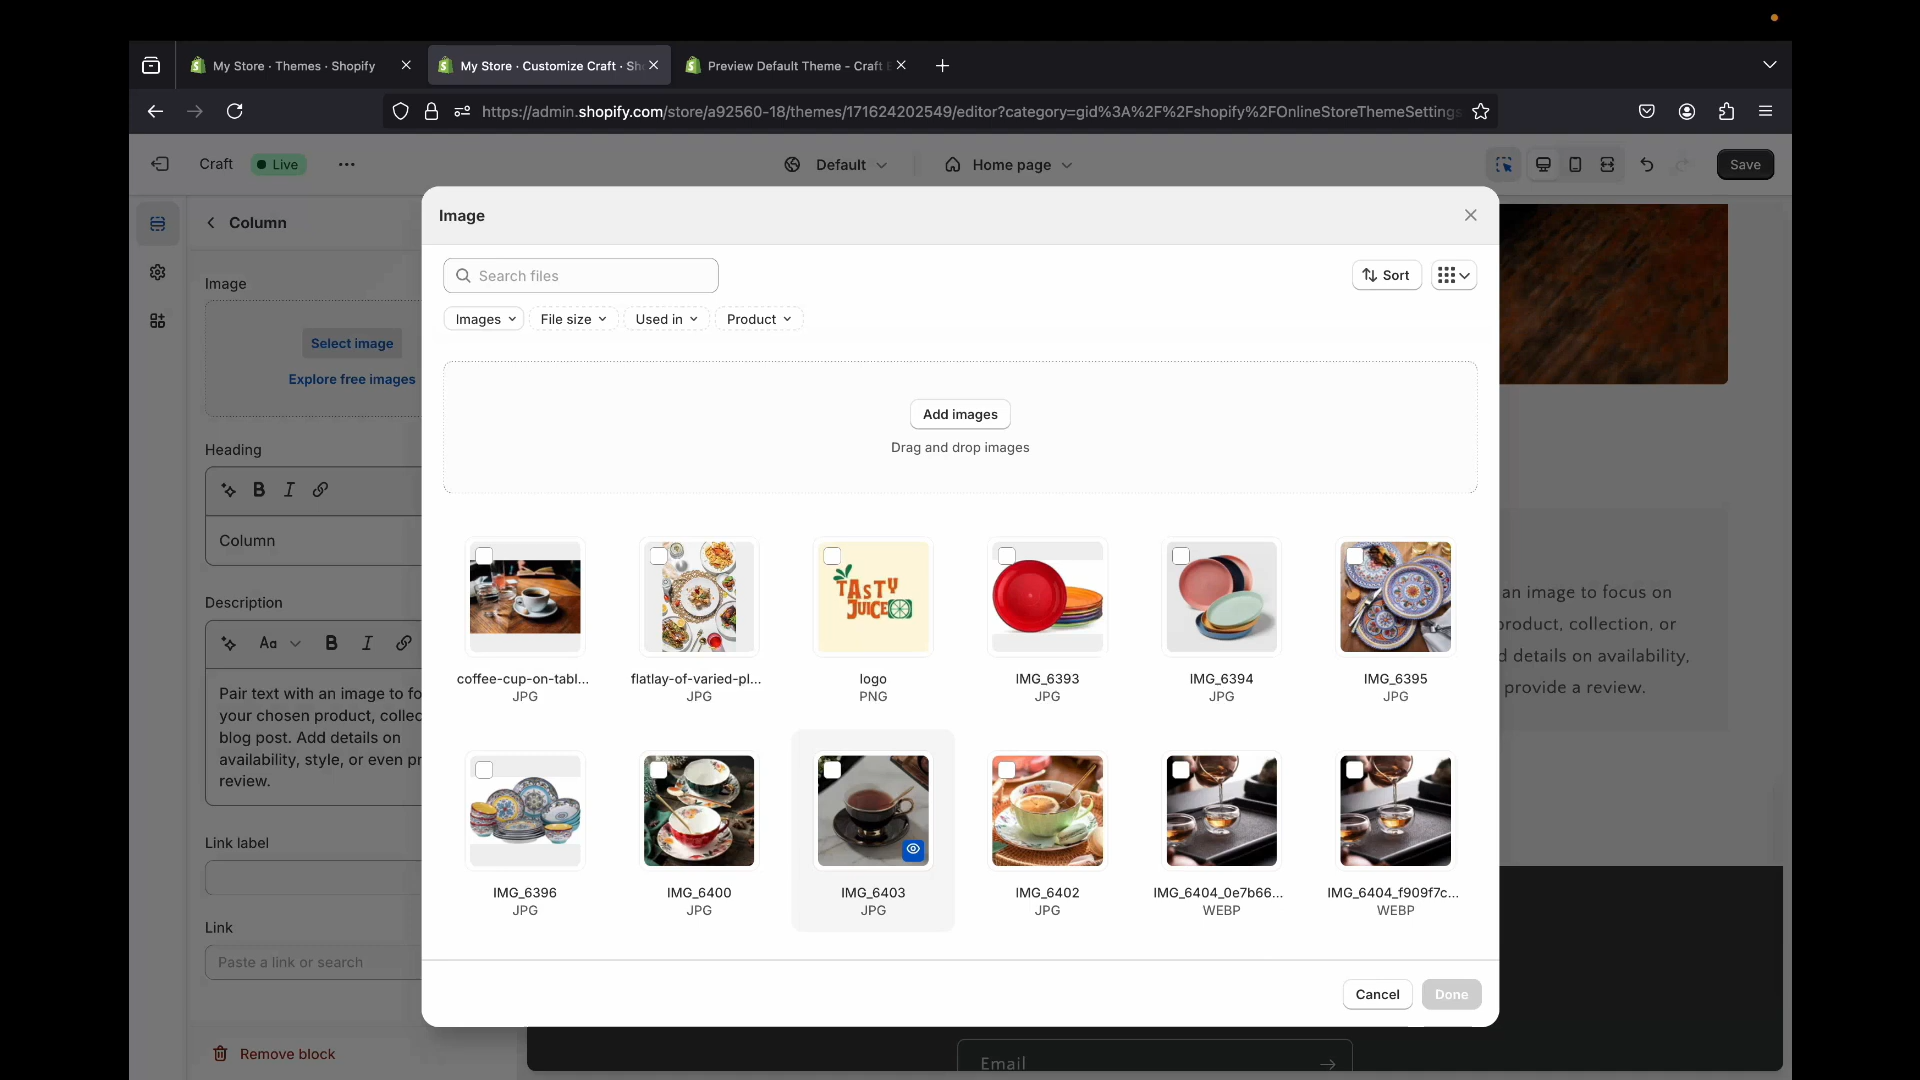 My Store · Themes · Shopify
My Store · Customize Craft · Sh
Preview Default Theme - Craft
https://admin.shopify.com/store/a92560-18/themes/171624202549/editor?category=gid%3A%2F%2Fshopify%2FOnlineStoreThemeSettings
Craft
Live
Default
Home page
Save
Column
Image
Select image
Explore free images
Heading
Column
Description
Aa
Pair text with an image to fo
your chosen product, collec
blog post. Add details on
availability, style, or even pr
review.
Link label
Link
Paste a link or search
Remove block
Image
Search files
Sort
Images
File size
Used in
Product
Add images
Drag and drop images
TASTY
JUICE
coffee-cup-on-tabl...
JPG
flatlay-of-varied-pl...
JPG
logo
PNG
IMG_6393
JPG
IMG_6394
JPG
IMG_6395
JPG
IMG_6396
JPG
IMG_6400
JPG
IMG_6403
JPG
IMG_6402
JPG
IMG_6404_0e7b66...
WEBP
IMG_6404_f909f7c...
WEBP
Cancel
Done
an image to focus on
product, collection, or
d details on availability,
provide a review.
Email